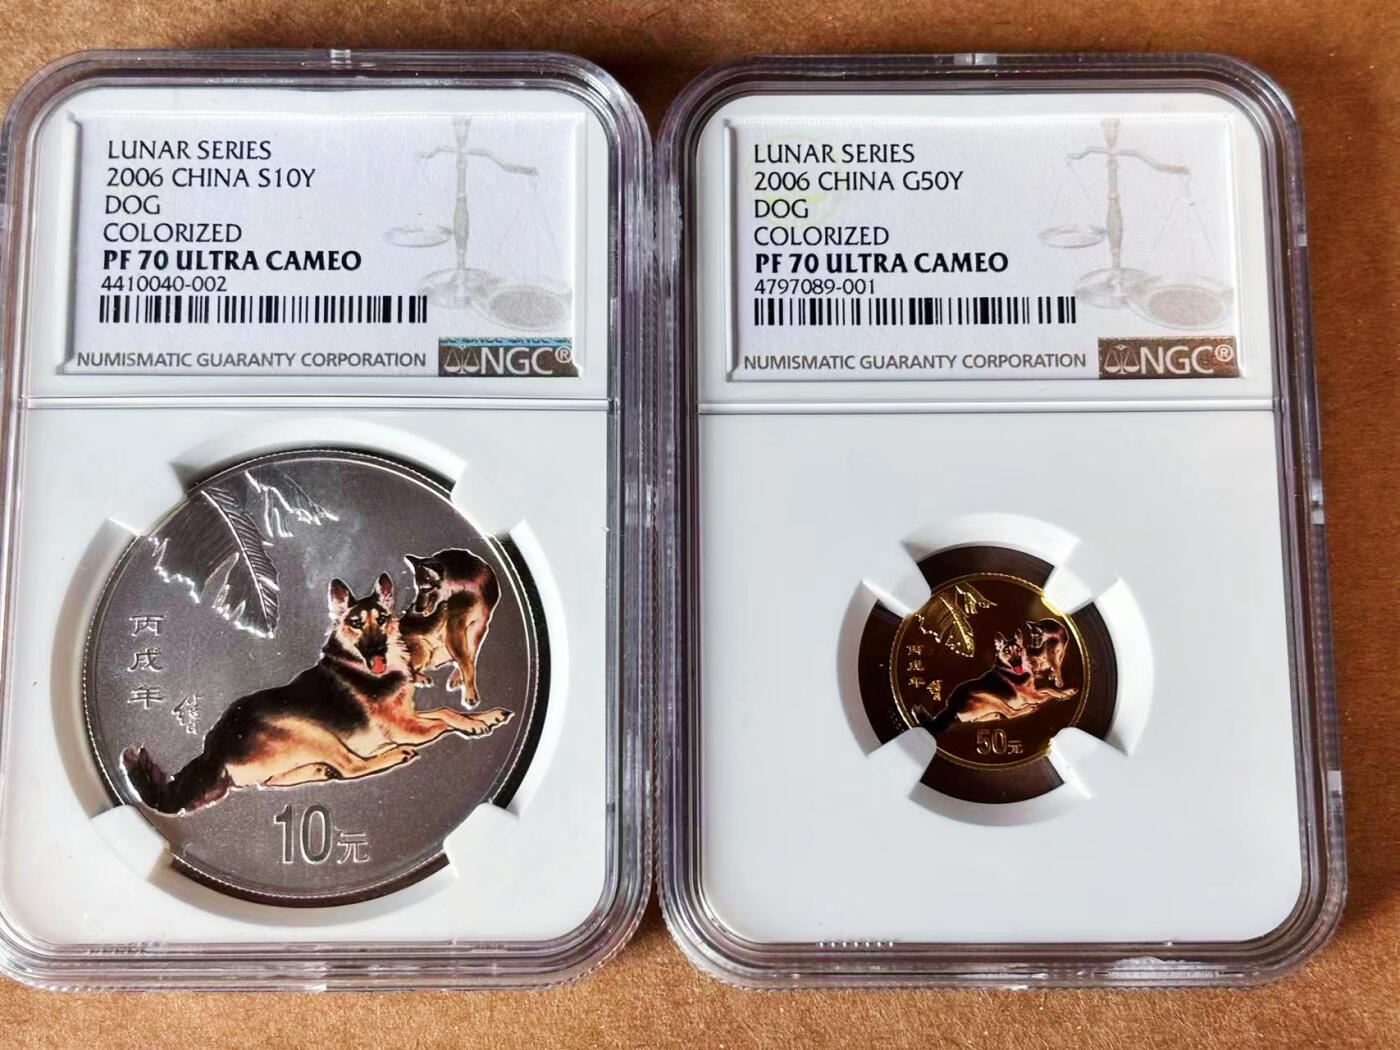 LUNAR SERIES
2006 CHINA S10Y
DOG
COLORIZED
PF 70 ULTRA CAMEO
4410040-002
NUMISMATIC GUARANTY CORPORATION
NGC®
丙戌年
10元
LUNAR SERIES
2006 CHINA G50Y
DOG
COLORIZED
PF 70 ULTRA CAMEO
4797089-001
NUMISMATIC GUARANTY CORPORATION
NGC®
丙戌年
50元